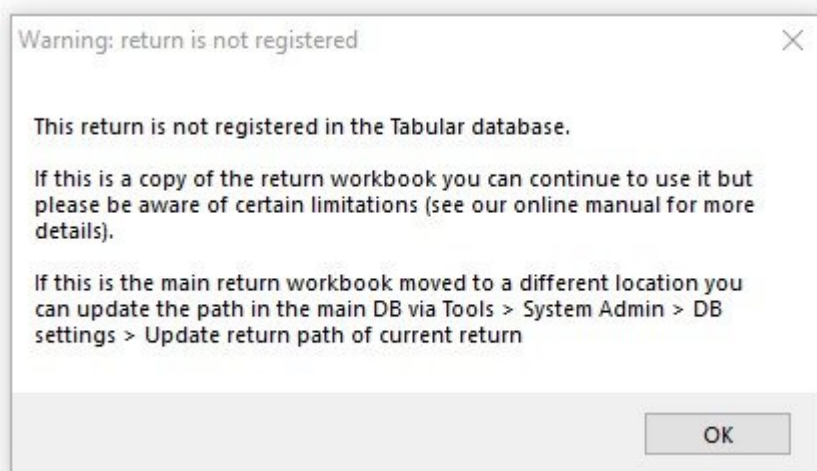 Warning: return is not registered
This return is not registered in the Tabular database.
If this is a copy of the return workbook you can continue to use it but
please be aware of certain limitations (see our online manual for more
details).
If this is the main return workbook moved to a different location you
can update the path in the main DB via Tools > System Admin > DB
settings > Update return path of current return
OK